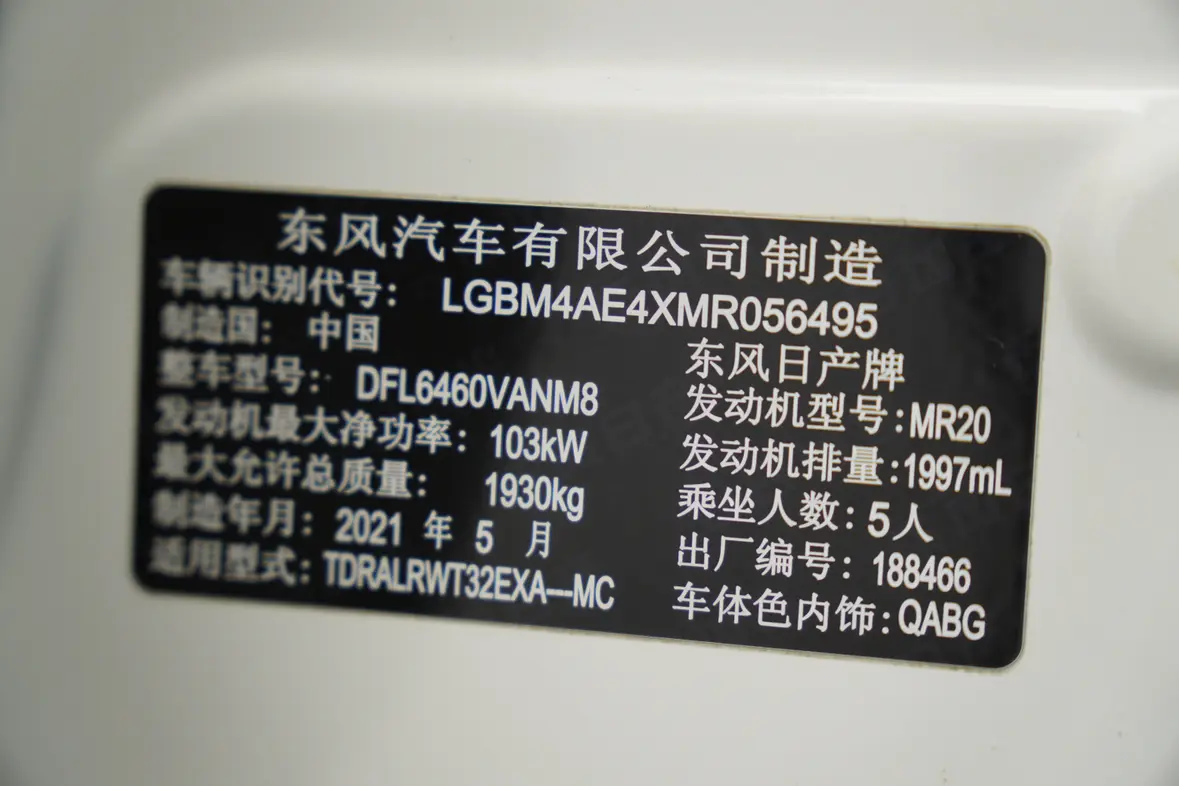 东风汽车有限公司制造
车辆识别代号: LGBM4AE4XMR056495
制造国: 中国 东风日产牌
整车型号: DFL6460VANM8 发动机型号:MR20
发动机最大净功率: 103kW 发动机排量:1997mL
最大允许总质量: 1930kg 乘坐人数:5人
制造年月: 2021 年 5 月 出厂编号: 188466
适用型式: TDRALRWT32EXA---MC 车体色内饰:QABG